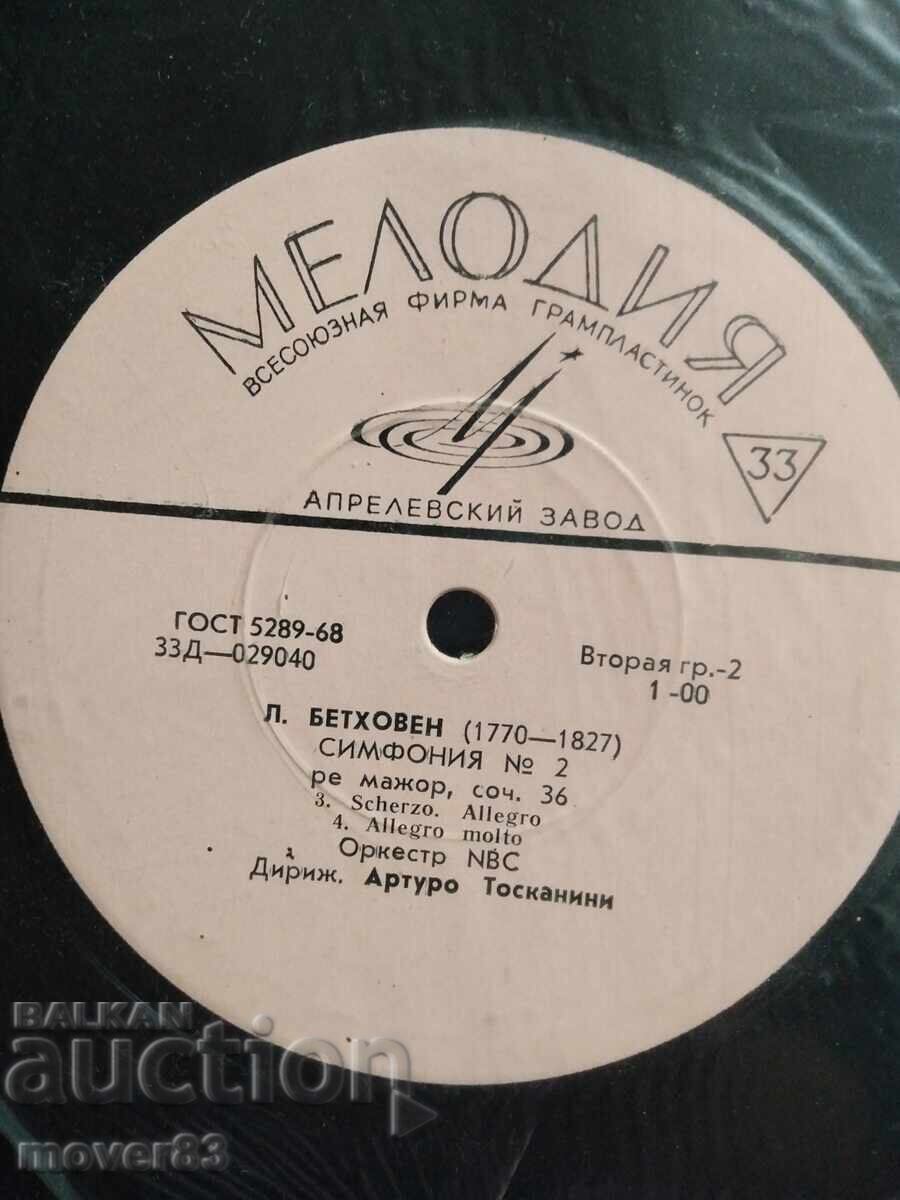 МЕЛОДИЯ
ВСЕСОЮЗНАЯ ФИРМА ГРАМПЛАСТИНОК
33
АПРЕЛЕВСКИЙ ЗАВОД
ГОСТ 5289-68
33Д—029040
Вторая гр.-2
1 -00
Л. БЕТХОВЕН (1770—1827)
СИМФОНИЯ № 2
ре мажор, соч. 36
3. Scherzo. Allegro
4. Allegro molto
Оркестр NBC
Дириж. Артуро Тосканини
BALKAN
auction
mover83